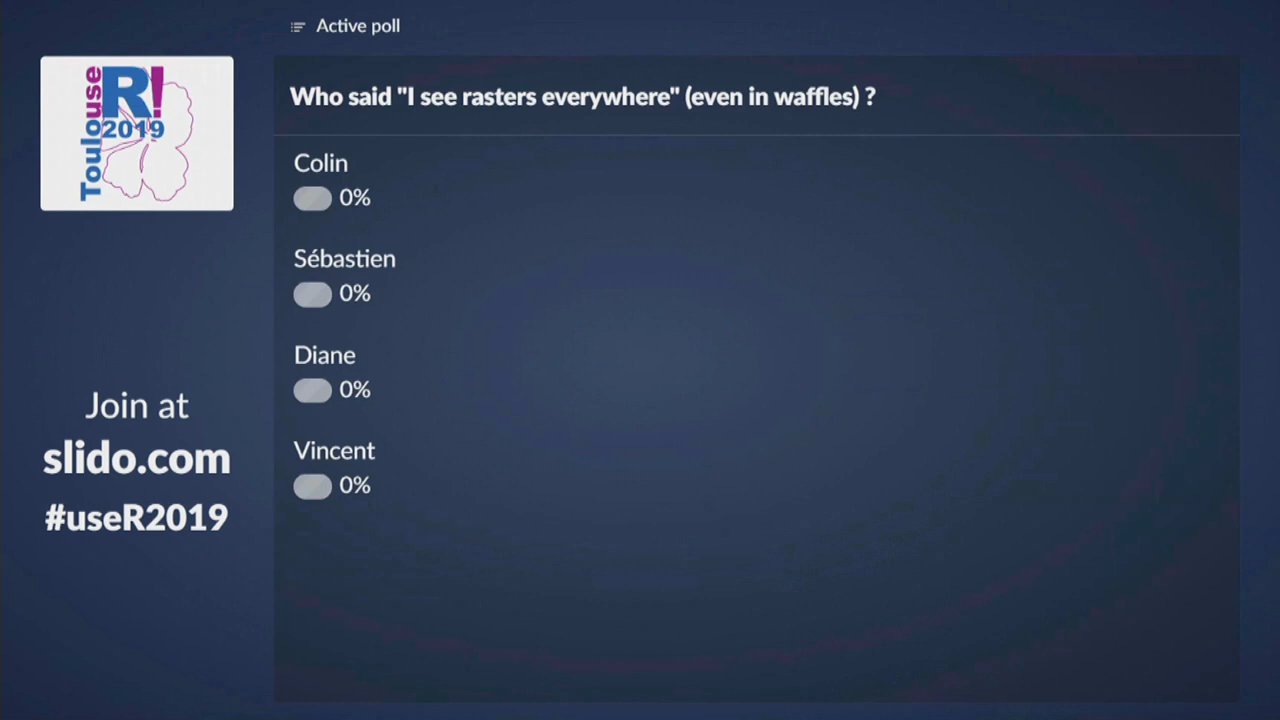 Active poll
Toulouse
R!
2019
Who said "I see rasters everywhere" (even in waffles) ?
Colin
0%
Sébastien
0%
Diane
0%
Vincent
0%
Join at
slido.com
#useR2019